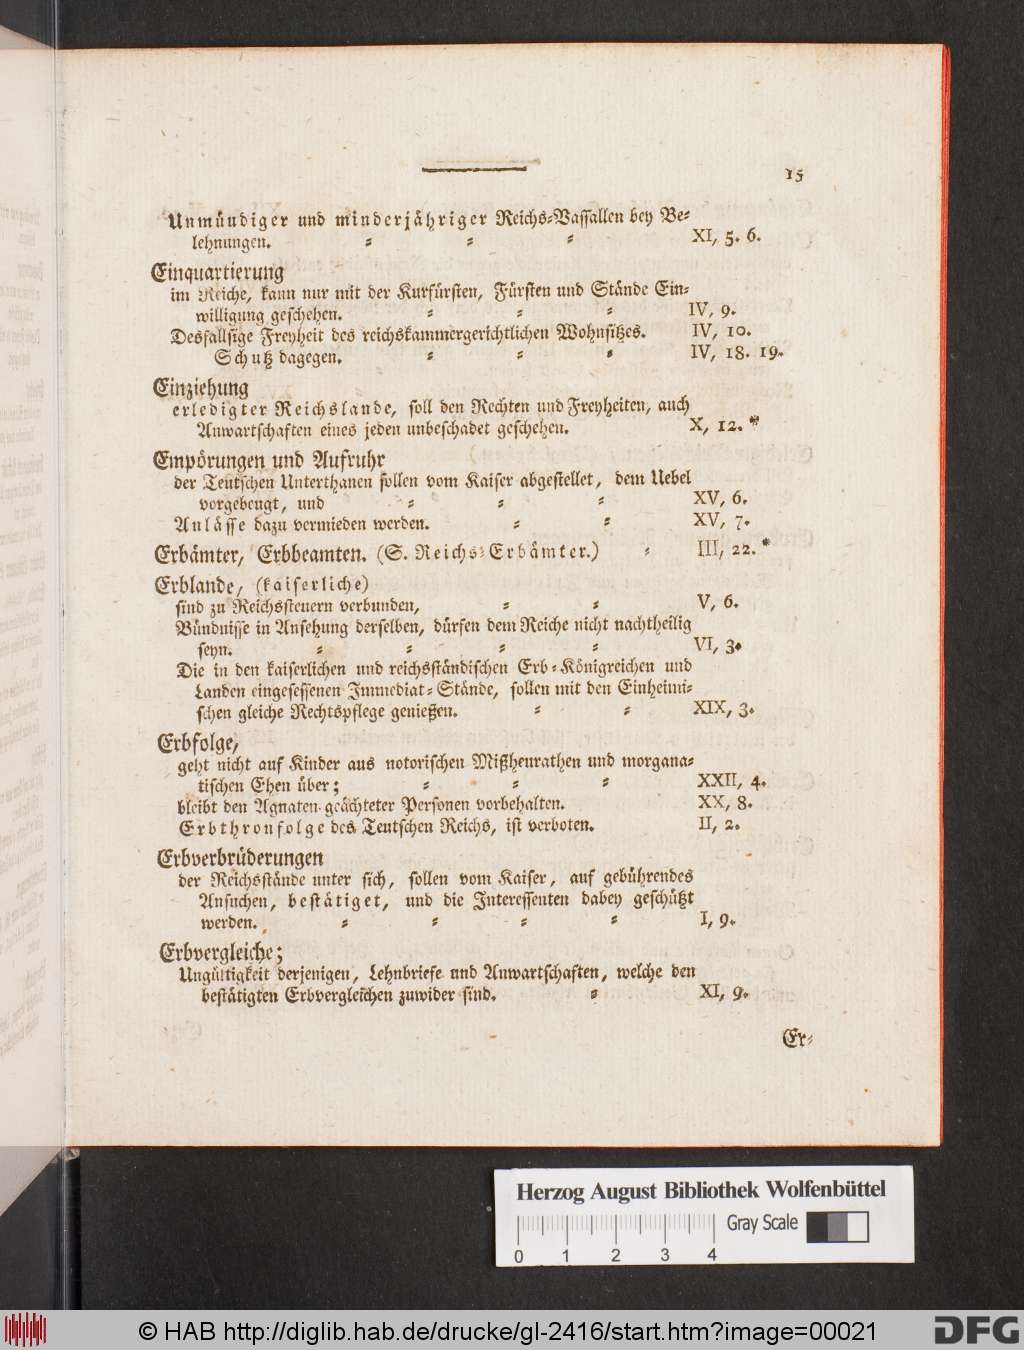 15
Unmündiger und minderjähriger Reichs⸗Vassallen bey Be⸗
lehnungen. ⸗ ⸗ ⸗ XI, 5. 6.
Einquartierung
im Reiche, kann nur mit der Kurfürsten, Fürsten und Stände Ein⸗
willigung geschehen. ⸗ ⸗ ⸗ IV, 9.
Desfallsige Freyheit des reichskammergerichtlichen Wohnsitzes. IV, 10.
Schutz dagegen. ⸗ ⸗ ⸗ IV, 18. 19.
Einziehung
erledigter Reichslande, soll den Rechten und Freyheiten, auch
Anwartschaften eines jeden unbeschadet geschehen. X, 12. *
Empörungen und Aufruhr
der Teutschen Unterthanen sollen vom Kaiser abgestellet, dem Uebel
vorgebeugt, und ⸗ ⸗ ⸗ XV, 6.
Anlässe dazu vermieden werden. ⸗ ⸗ XV, 7.
Erbämter, Erbbeamten. (S. Reichs⸗Erbämter.) ⸗ III, 22. *
Erblande, (kaiserliche)
sind zu Reichssteuern verbunden, ⸗ ⸗ V, 6.
Bündnisse in Ansehung derselben, dürfen dem Reiche nicht nachtheilig
seyn. ⸗ ⸗ ⸗ ⸗ VI, 3.
Die in den kaiserlichen und reichsständischen Erb⸗Königreichen und
Landen eingesessenen Immediat⸗Stände, sollen mit den Einheimi⸗
schen gleiche Rechtspflege genießen. ⸗ ⸗ XIX, 3.
Erbfolge,
geht nicht auf Kinder aus notorischen Mißheurathen und morgana⸗
tischen Ehen über; ⸗ ⸗ ⸗ XXII, 4.
bleibt den Agnaten geächteter Personen vorbehalten. XX, 8.
Erbthronfolge des Teutschen Reichs, ist verboten. II, 2.
Erbverbrüderungen
der Reichsstände unter sich, sollen vom Kaiser, auf gebührendes
Ansuchen, bestätiget, und die Interessenten dabey geschützt
werden. ⸗ ⸗ ⸗ ⸗ I, 9.
Erbvergleiche;
Ungültigkeit derjenigen, Lehnbriefe und Anwartschaften, welche den
bestätigten Erbvergleichen zuwider sind. ⸗ XI, 9.
Er⸗
Herzog August Bibliothek Wolfenbüttel
Gray Scale
0 1 2 3 4
© HAB http://diglib.hab.de/drucke/gl-2416/start.htm?image=00021
DFG